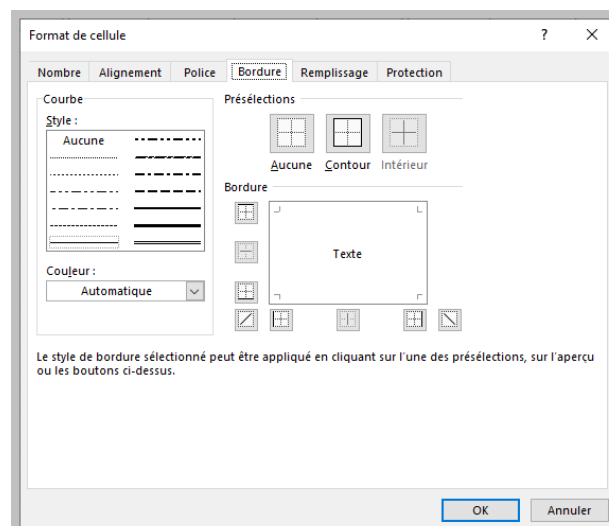 Format de cellule ?
Nombre Alignement Police Bordure Remplissage Protection
Courbe
Style :
Aucune
Couleur :
Automatique
Présélections
Aucune Contour Intérieur
Bordure
Texte
Le style de bordure sélectionné peut être appliqué en cliquant sur l'une des présélections, sur l'aperçu
ou les boutons ci-dessus.
OK Annuler